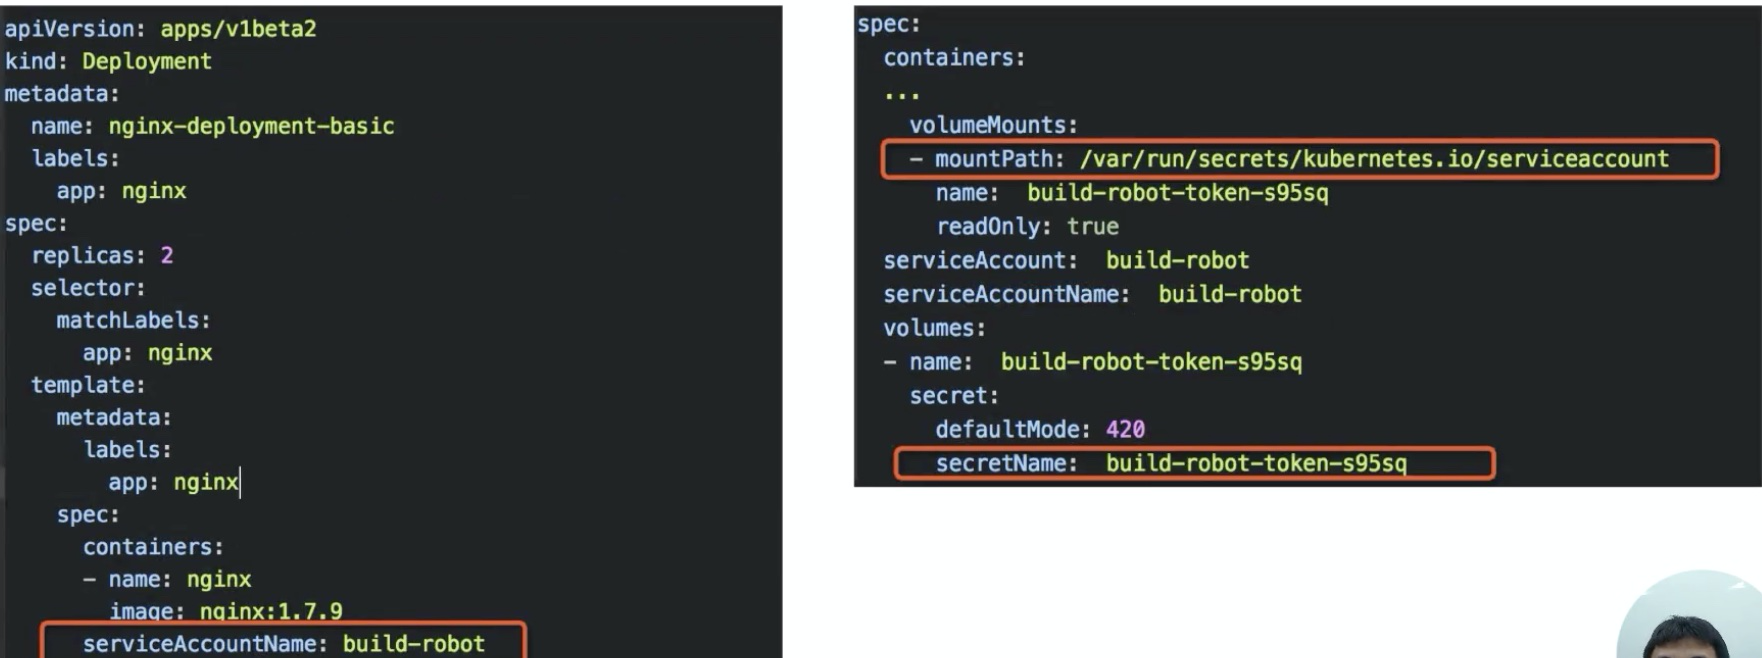 apiVersion: apps/v1beta2
kind: Deployment
metadata:
  name: nginx-deployment-basic
  labels:
    app: nginx
spec:
  replicas: 2
  selector:
    matchLabels:
      app: nginx
  template:
    metadata:
      labels:
        app: nginx
    spec:
      containers:
      - name: nginx
        image: nginx:1.7.9
      serviceAccountName: build-robot
spec:
  containers:
  ...
    volumeMounts:
    - mountPath: /var/run/secrets/kubernetes.io/serviceaccount
      name:  build-robot-token-s95sq
      readOnly: true
  serviceAccount:  build-robot
  serviceAccountName:  build-robot
  volumes:
  - name:  build-robot-token-s95sq
    secret:
      defaultMode: 420
      secretName:  build-robot-token-s95sq